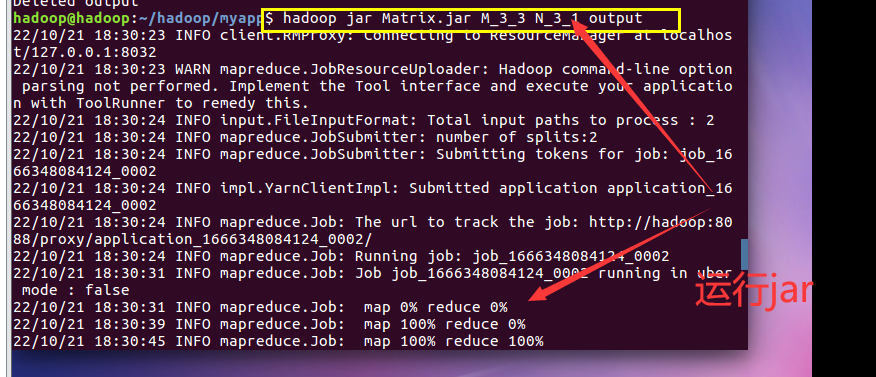 Deleted output
hadoop@hadoop:~/hadoop/myapp$ hadoop jar Matrix.jar M_3_3 N_3_1 output
22/10/21 18:30:23 INFO client.RMProxy: Connecting to ResourceManager at localhos
t/127.0.0.1:8032
22/10/21 18:30:23 WARN mapreduce.JobResourceUploader: Hadoop command-line option
 parsing not performed. Implement the Tool interface and execute your applicatio
n with ToolRunner to remedy this.
22/10/21 18:30:24 INFO input.FileInputFormat: Total input paths to process : 2
22/10/21 18:30:24 INFO mapreduce.JobSubmitter: number of splits:2
22/10/21 18:30:24 INFO mapreduce.JobSubmitter: Submitting tokens for job: job_16
66348084124_0002
22/10/21 18:30:24 INFO impl.YarnClientImpl: Submitted application application_16
66348084124_0002
22/10/21 18:30:24 INFO mapreduce.Job: The url to track the job: http://hadoop:80
88/proxy/application_1666348084124_0002/
22/10/21 18:30:24 INFO mapreduce.Job: Running job: job_1666348084124_0002
22/10/21 18:30:31 INFO mapreduce.Job: Job job_1666348084124_0002 running in uber
 mode : false
22/10/21 18:30:31 INFO mapreduce.Job:  map 0% reduce 0%
22/10/21 18:30:39 INFO mapreduce.Job:  map 100% reduce 0%
22/10/21 18:30:45 INFO mapreduce.Job:  map 100% reduce 100%
运行jar